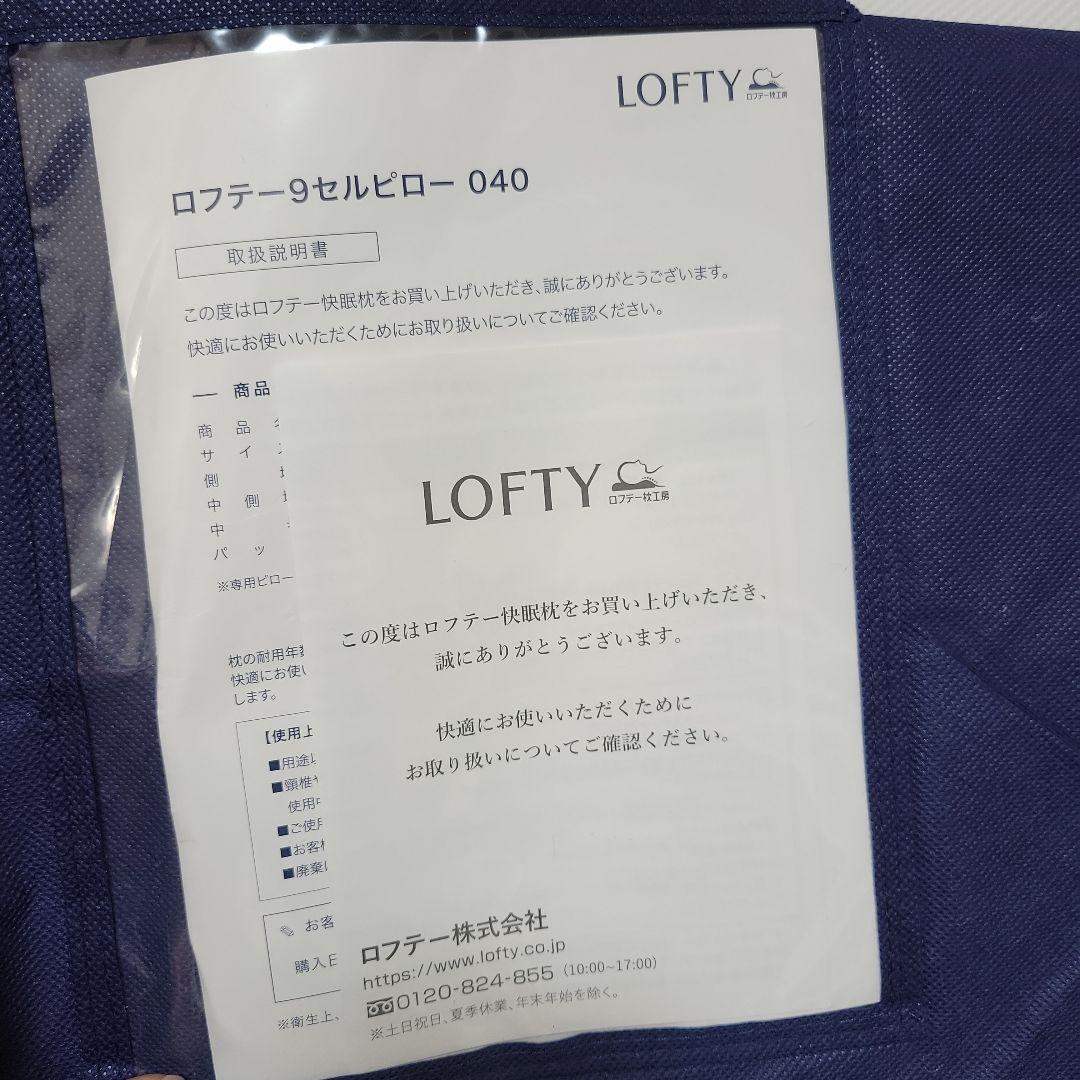 LOFTY
ロフテー枕工房
ロフテー9セルピロー 040
取扱説明書
この度はロフテー快眠枕をお買い上げいただき、誠にありがとうございます。
快適にお使いいただくためにお取り扱いについてご確認ください。
商品
商品
サイ
側
中側
中
パッ
※専用ピロー
枕の耐用年
快適にお使い
します。
【使用上
■用途
■頸椎
使用
■ご使用
■お客
■廃棄
お客
購入
※衛生上、
LOFTY
ロフテー枕工房
この度はロフテー快眠枕をお買い上げいただき、
誠にありがとうございます。
快適にお使いいただくために
お取り扱いについてご確認ください。
ロフテー株式会社
https://www.lofty.co.jp
0120-824-855（10:00~17:00）
※土日祝日、夏季休業、年末年始を除く。